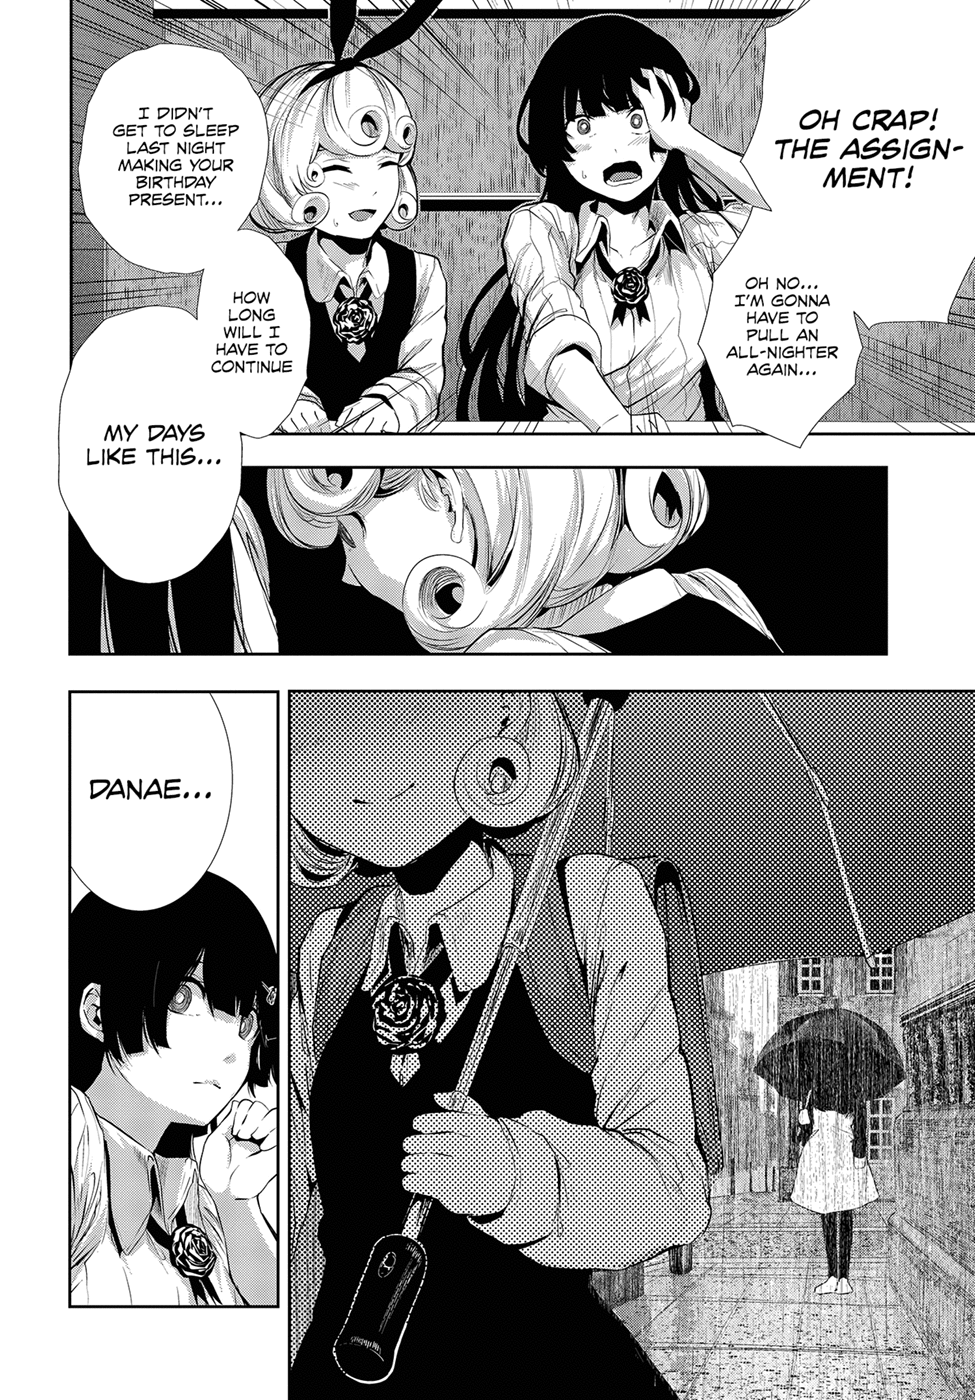 OH CRAP!
THE ASSIGN-
MENT!
OH NO...
I'M GONNA
HAVE TO
PULL AN
ALL-NIGHTER
AGAIN...
I DIDN'T
GET TO SLEEP
LAST NIGHT
MAKING YOUR
BIRTHDAY
PRESENT...
HOW
LONG
WILL I
HAVE TO
CONTINUE
MY DAYS
LIKE THIS...
DANAE...